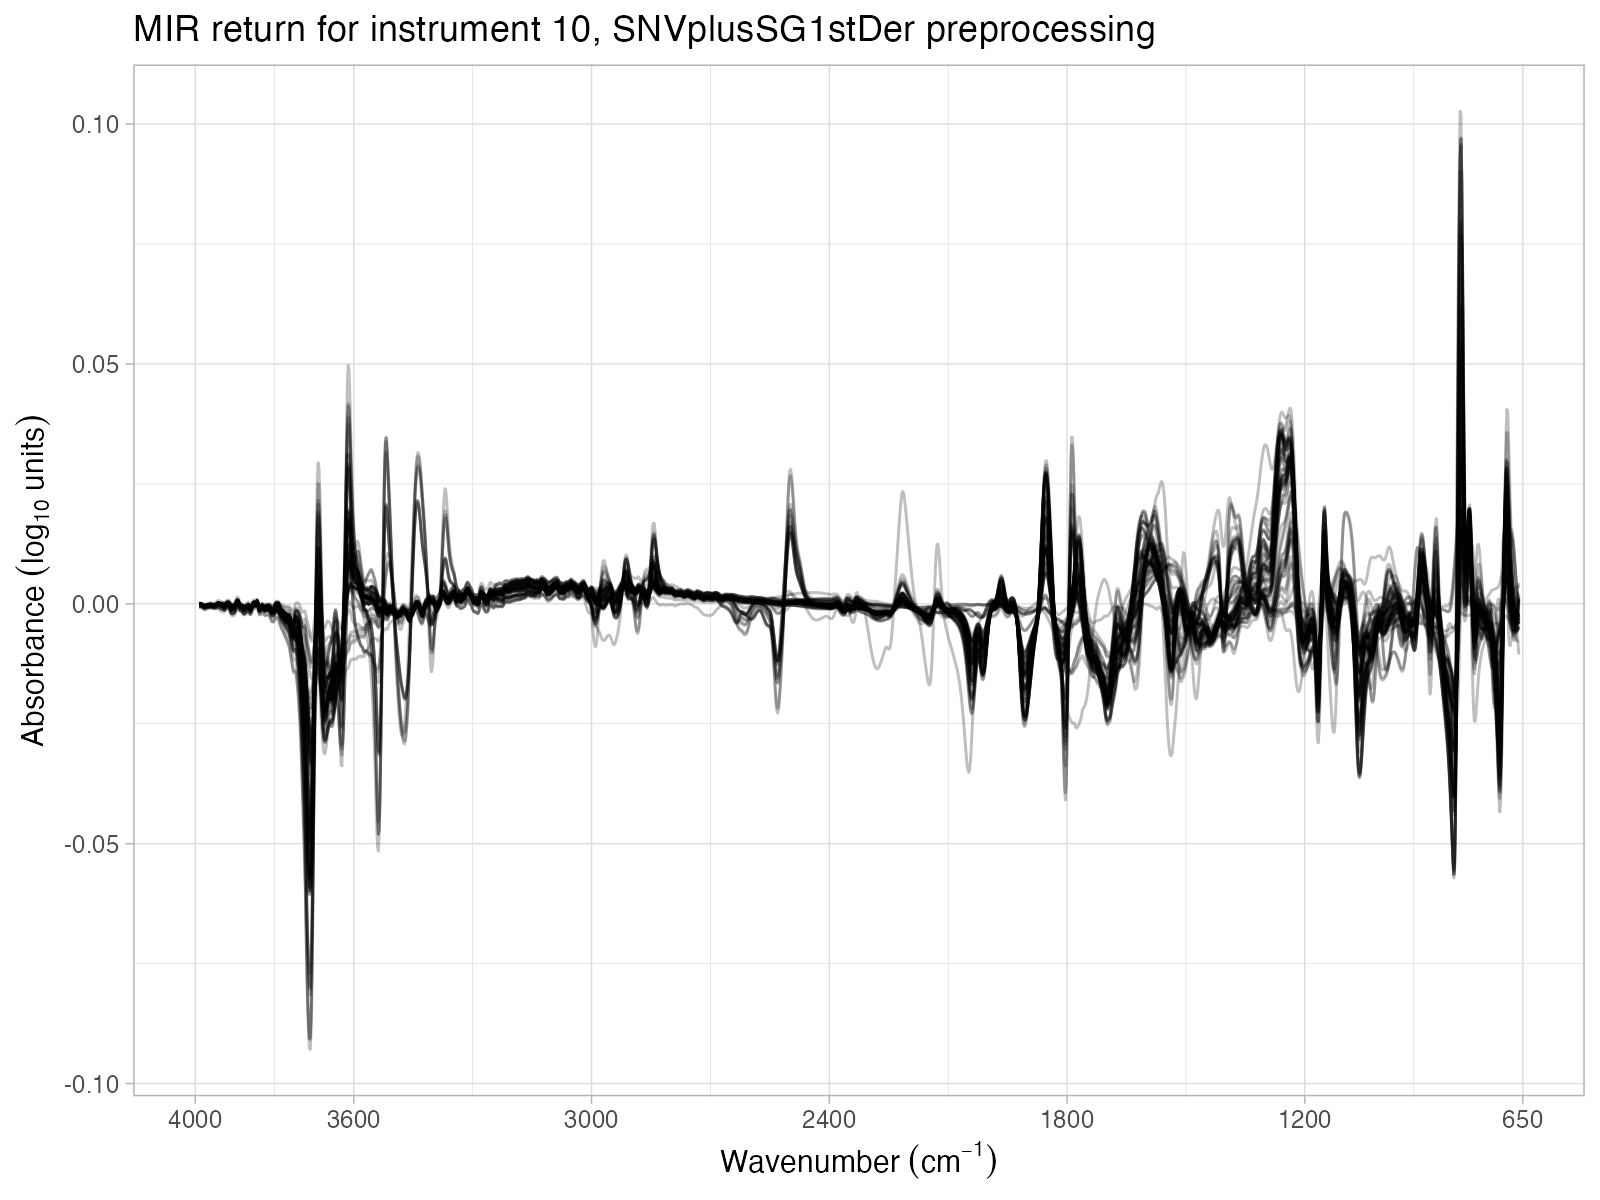 MIR return for instrument 10, SNVplusSG1stDer preprocessing
Absorbance (log₁₀ units)
0.10
0.05
0.00
-0.05
-0.10
4000 3600 3000 2400 1800 1200 650
Wavenumber (cm⁻¹)